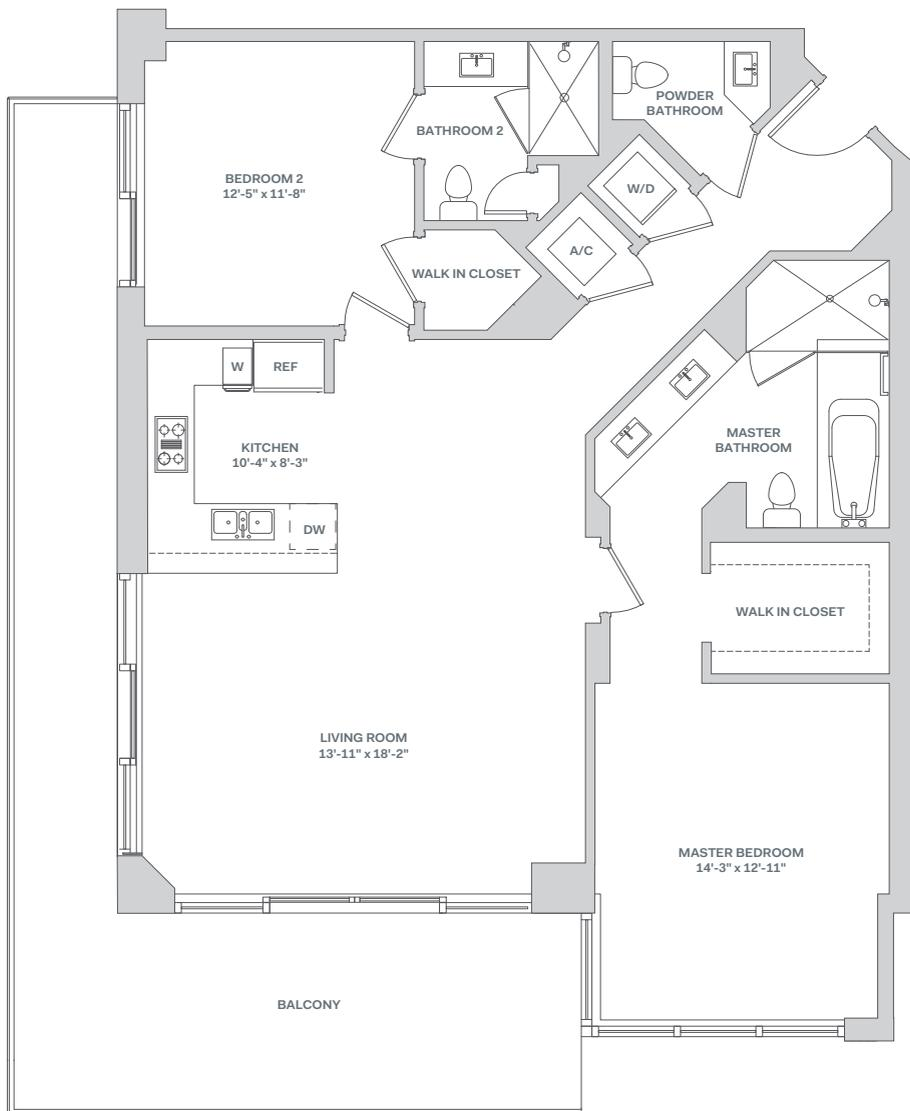 POWDER
BATHROOM
BATHROOM 2
BEDROOM 2
12'-5" x 11'-8"
W/D
A/C
WALK IN CLOSET
W
REF
KITCHEN
10'-4" x 8'-3"
MASTER
BATHROOM
DW
WALK IN CLOSET
LIVING ROOM
13'-11" x 18'-2"
MASTER BEDROOM
14'-3" x 12'-11"
BALCONY